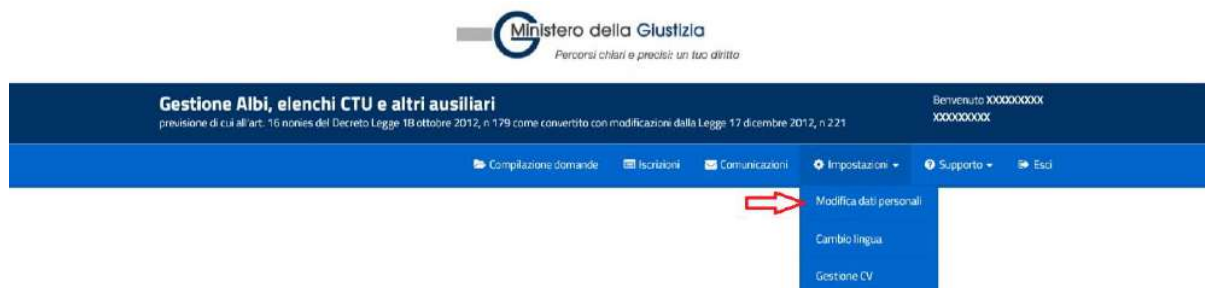 Ministero della Giustizia
Percorsi chiari e precisi: un tuo diritto
Gestione Albi, elenchi CTU e altri ausiliari
previsione di cui all'art. 16 nonies del Decreto Legge 18 ottobre 2012, n 179 come convertito con modificazioni dalla Legge 17 dicembre 2012, n 221
Benvenuto XXXXXXXXX
XXXXXXXXX
Compilazione domande Iscrizioni Comunicazioni Impostazioni Supporto Esci
Modifica dati personali
Cambio lingua
Gestione CV